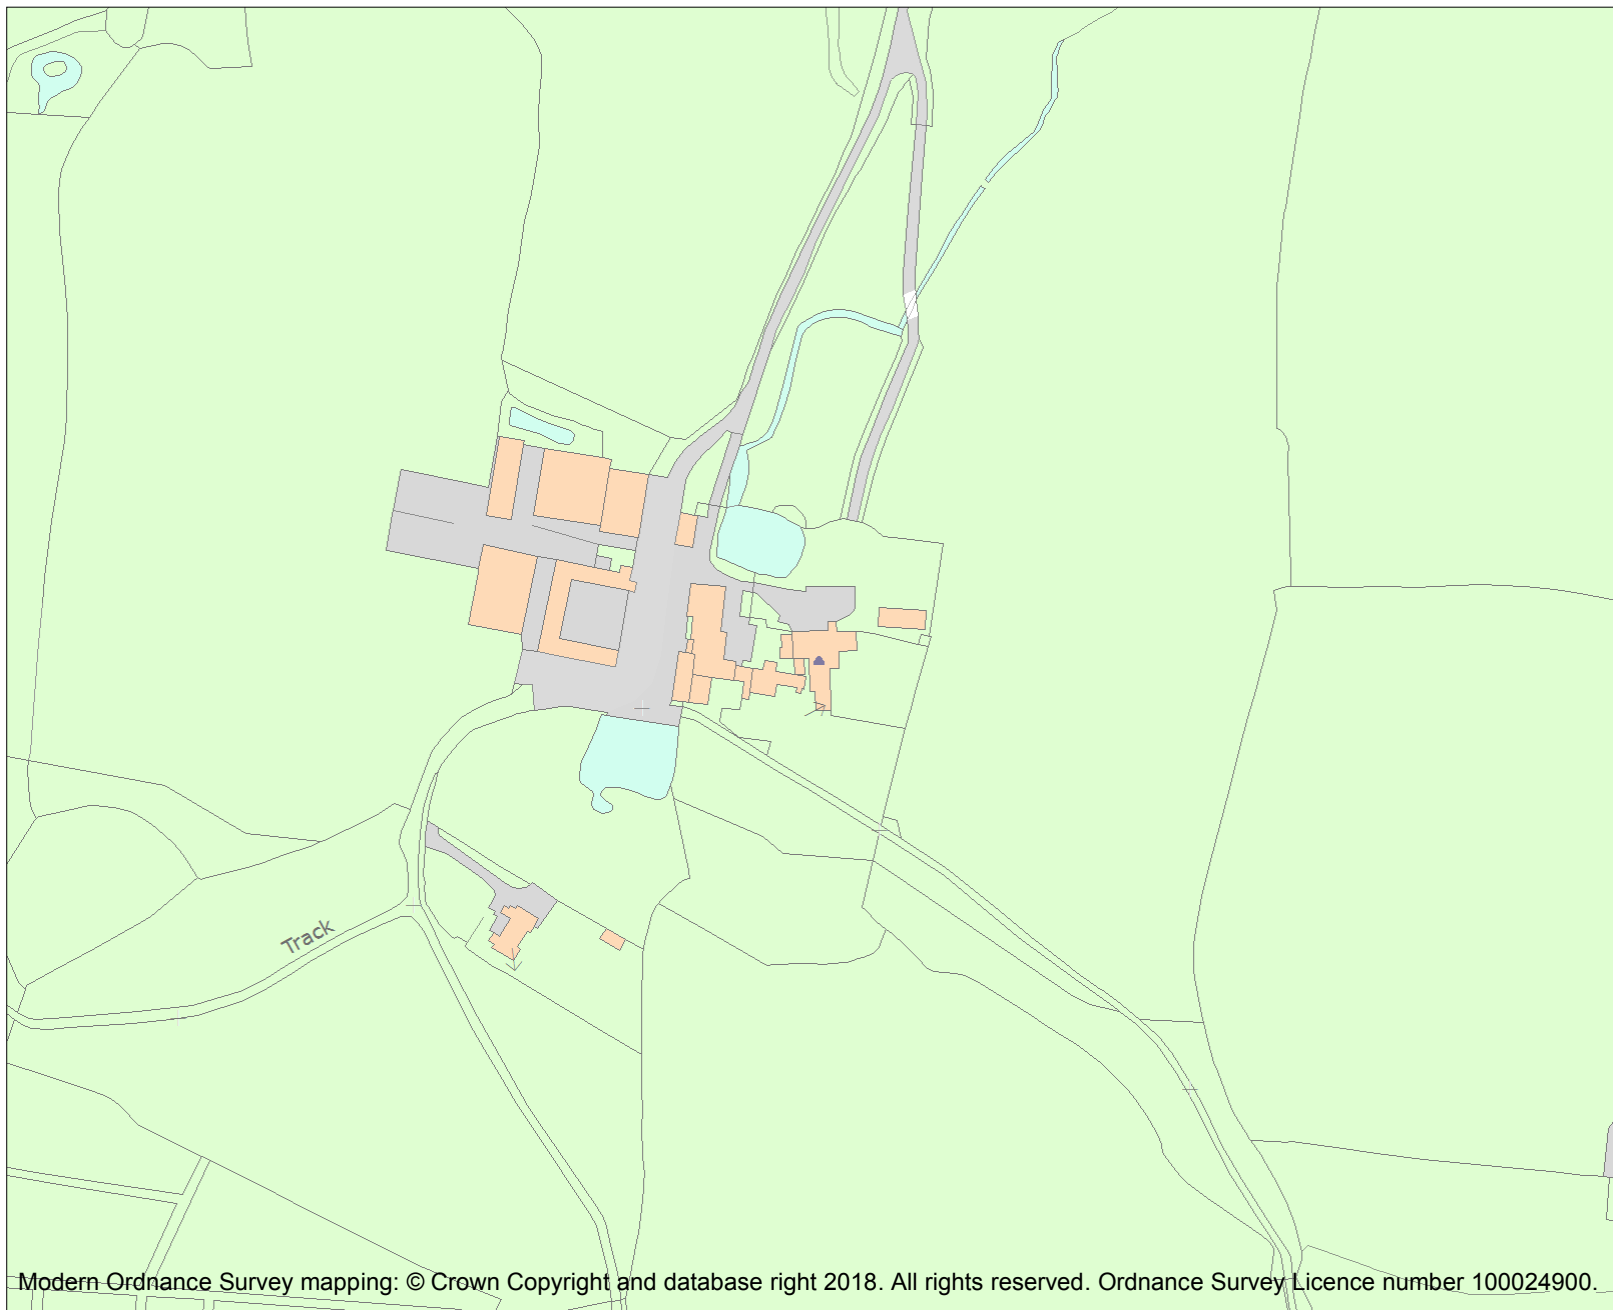 Track
Modern Ordnance Survey mapping: © Crown Copyright and database right 2018. All rights reserved. Ordnance Survey Licence number 100024900.